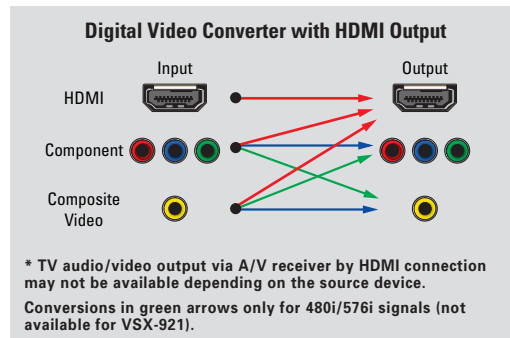 Digital Video Converter with HDMI Output
Input
Output
HDMI
Component
Composite
Video
* TV audio/video output via A/V receiver by HDMI connection
may not be available depending on the source device.
Conversions in green arrows only for 480i/576i signals (not
available for VSX-921).